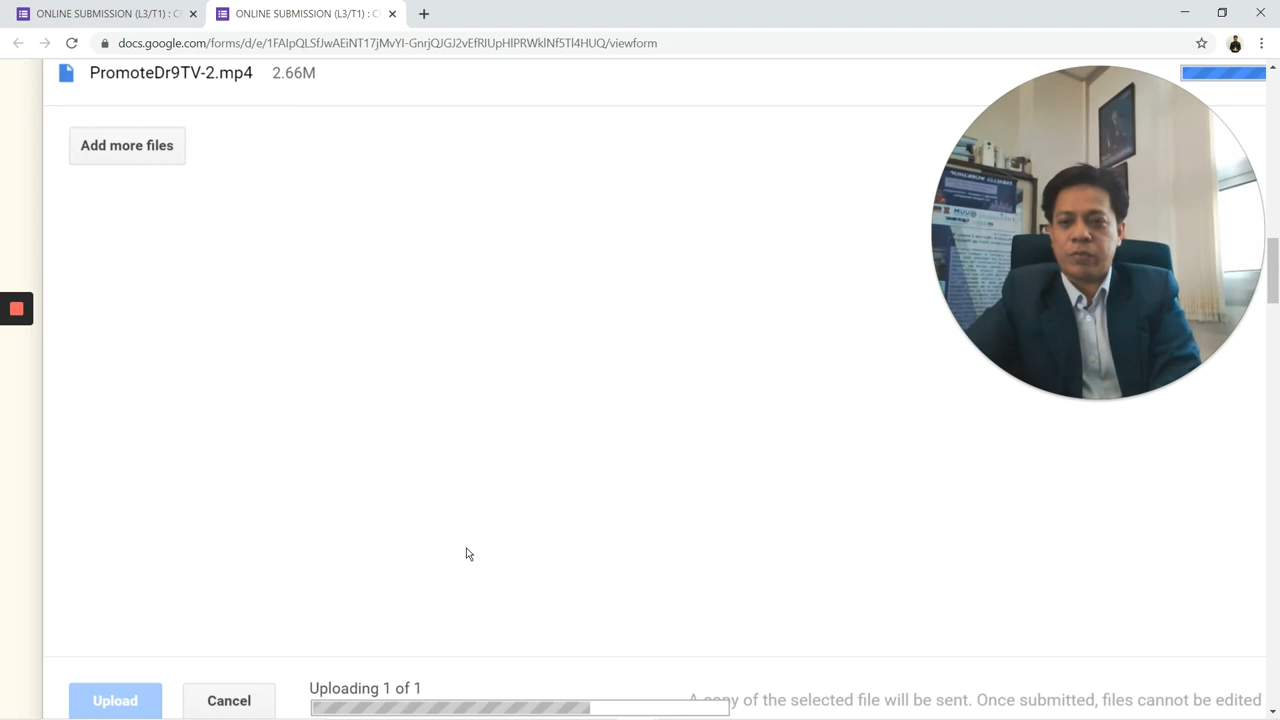 ONLINE SUBMISSION (L3/T1) : C
ONLINE SUBMISSION (L3/T1) : C
docs.google.com/forms/d/e/1FAIpQLSfJwAEiNT17jMvYI-GnrjQJGJ2vEfRIUpHlPRWklNf5Tl4HUQ/viewform
PromoteDr9TV-2.mp4 2.66M
Add more files
Uploading 1 of 1
Upload Cancel
A copy of the selected file will be sent. Once submitted, files cannot be edited